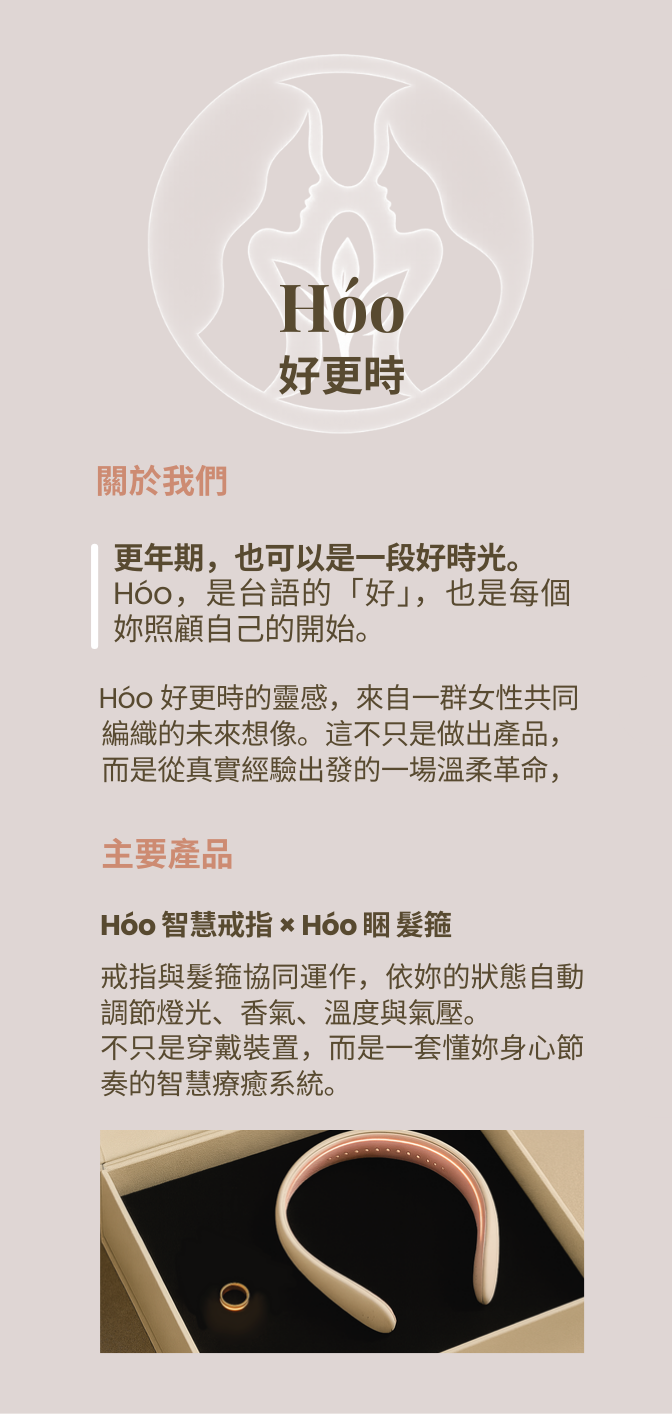 Hóo
好更時
關於我們
更年期，也可以是一段好時光。
Hóo，是台語的「好」，也是每個
妳照顧自己的開始。
Hóo 好更時的靈感，來自一群女性共同
編織的未來想像。這不只是做出產品，
而是從真實經驗出發的一場溫柔革命，
主要產品
Hóo 智慧戒指 × Hóo 睏 髮箍
戒指與髮箍協同運作，依妳的狀態自動
調節燈光、香氣、溫度與氣壓。
不只是穿戴裝置，而是一套懂妳身心節
奏的智慧療癒系統。